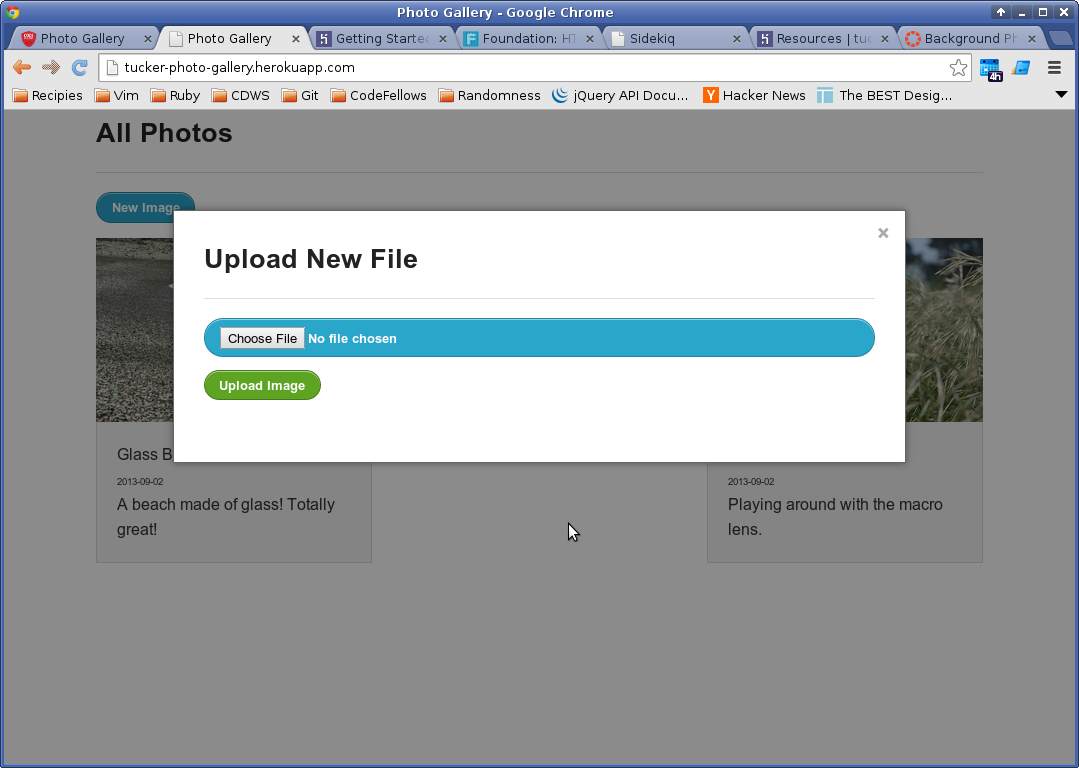 Photo Gallery - Google Chrome
Photo Gallery
Photo Gallery
Getting Starte
Foundation: HT
Sidekiq
Resources | tuc
Background Ph
tucker-photo-gallery.herokuapp.com
4h
Recipies
Vim
Ruby
CDWS
Git
CodeFellows
Randomness
jQuery API Docu...
Y
Hacker News
The BEST Desig...
All Photos
New Image
Upload New File
Choose File
No file chosen
Upload Image
Glass B
2013-09-02
A beach made of glass! Totally
great!
2013-09-02
Playing around with the macro
lens.